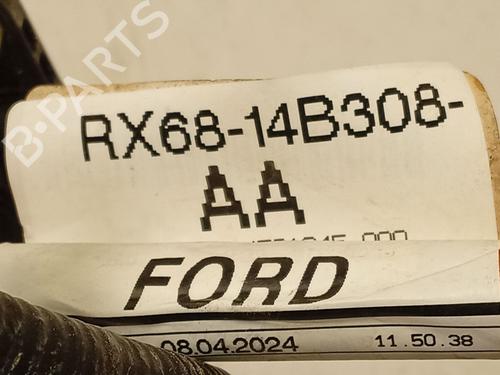 RX68-14B308-
AA
FORD
08.04.2024 11.50.38
B·PARTS